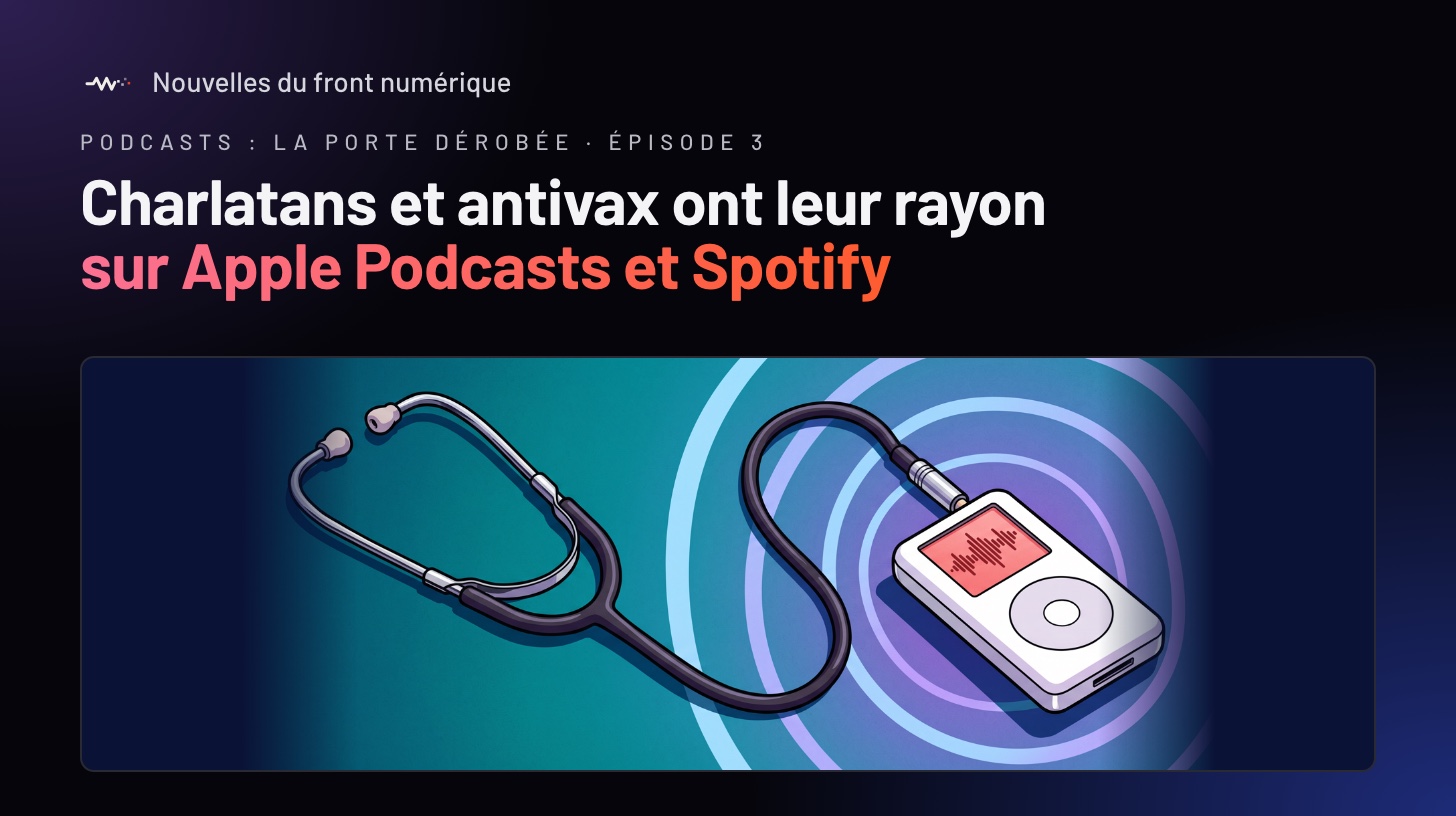 Nouvelles du front numérique
PODCASTS : LA PORTE DÉROBÉE · ÉPISODE 3
Charlatans et antivax ont leur rayon
sur Apple Podcasts et Spotify